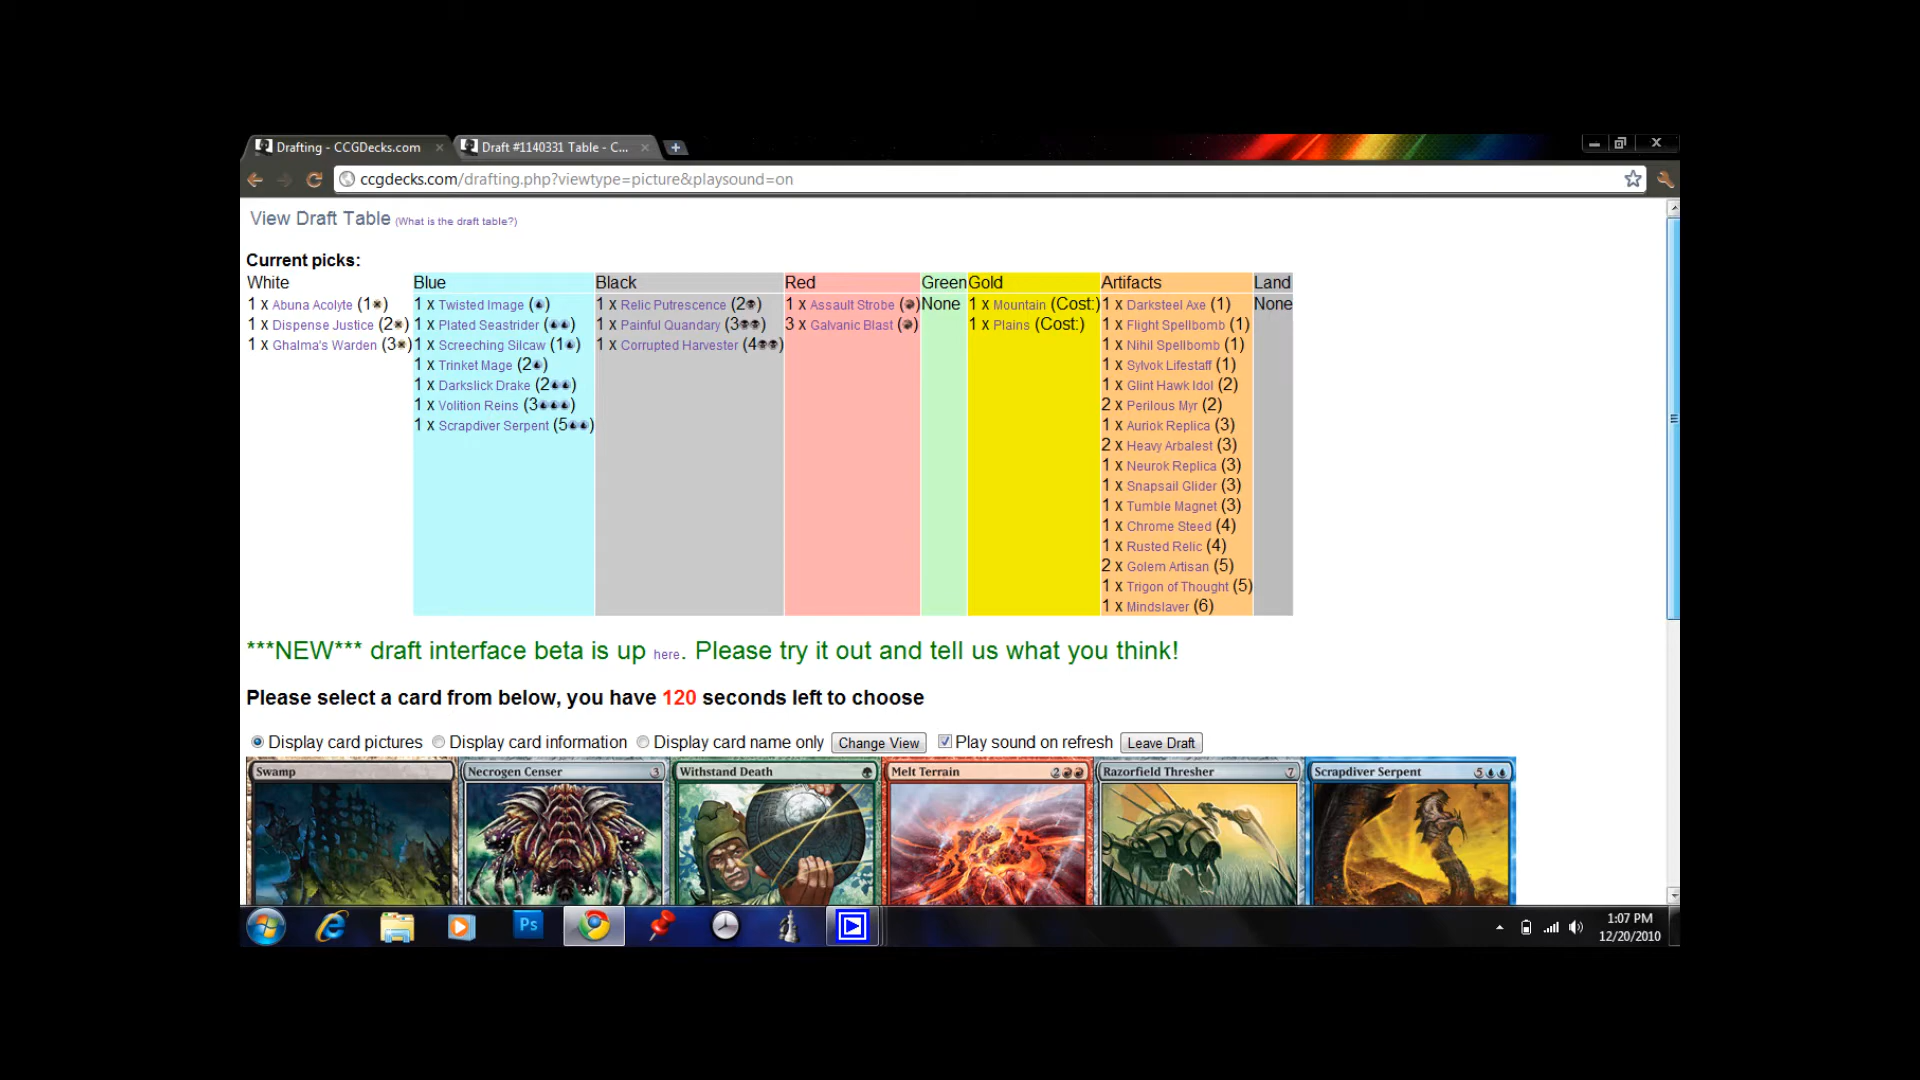 Drafting - CCGDecks.com
Draft #1140331 Table - C...
ccgdecks.com/drafting.php?viewtype=picture&playsound=on
View Draft Table (What is the draft table?)
Current picks:
White
1 x Abuna Acolyte (1)
1 x Dispense Justice (2)
1 x Ghalma's Warden (3)
Blue
1 x Twisted Image ()
1 x Plated Seastrider ()
1 x Screeching Silcaw (1)
1 x Trinket Mage (2)
1 x Darkslick Drake (2)
1 x Volition Reins (3)
1 x Scrapdiver Serpent (5)
Black
1 x Relic Putrescence (2)
1 x Painful Quandary (3)
1 x Corrupted Harvester (4)
Red
1 x Assault Strobe ()
3 x Galvanic Blast ()
Green
None
Gold
1 x Mountain (Cost:)
1 x Plains (Cost:)
Artifacts
1 x Darksteel Axe (1)
1 x Flight Spellbomb (1)
1 x Nihil Spellbomb (1)
1 x Sylvok Lifestaff (1)
1 x Glint Hawk Idol (2)
2 x Perilous Myr (2)
1 x Auriok Replica (3)
2 x Heavy Arbalest (3)
1 x Neurok Replica (3)
1 x Snapsail Glider (3)
1 x Tumble Magnet (3)
1 x Chrome Steed (4)
1 x Rusted Relic (4)
2 x Golem Artisan (5)
1 x Trigon of Thought (5)
1 x Mindslaver (6)
Land
None
***NEW*** draft interface beta is up here. Please try it out and tell us what you think!
Please select a card from below, you have 120 seconds left to choose
Display card pictures Display card information Display card name only Change View Play sound on refresh Leave Draft
Swamp
Necrogen Censer 3
Withstand Death
Melt Terrain 2
Razorfield Thresher 7
Scrapdiver Serpent 5
Ps
1:07 PM
12/20/2010